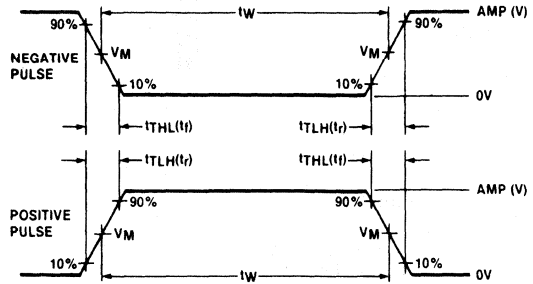 tW
AMP (V)
90%
90%
VM
VM
NEGATIVE
PULSE
10%
10%
0V
tTHL(tf)
tTLH(tr)
tTLH(tr)
tTHL(tf)
AMP (V)
90%
90%
POSITIVE
PULSE
VM
VM
10%
10%
tW
0V